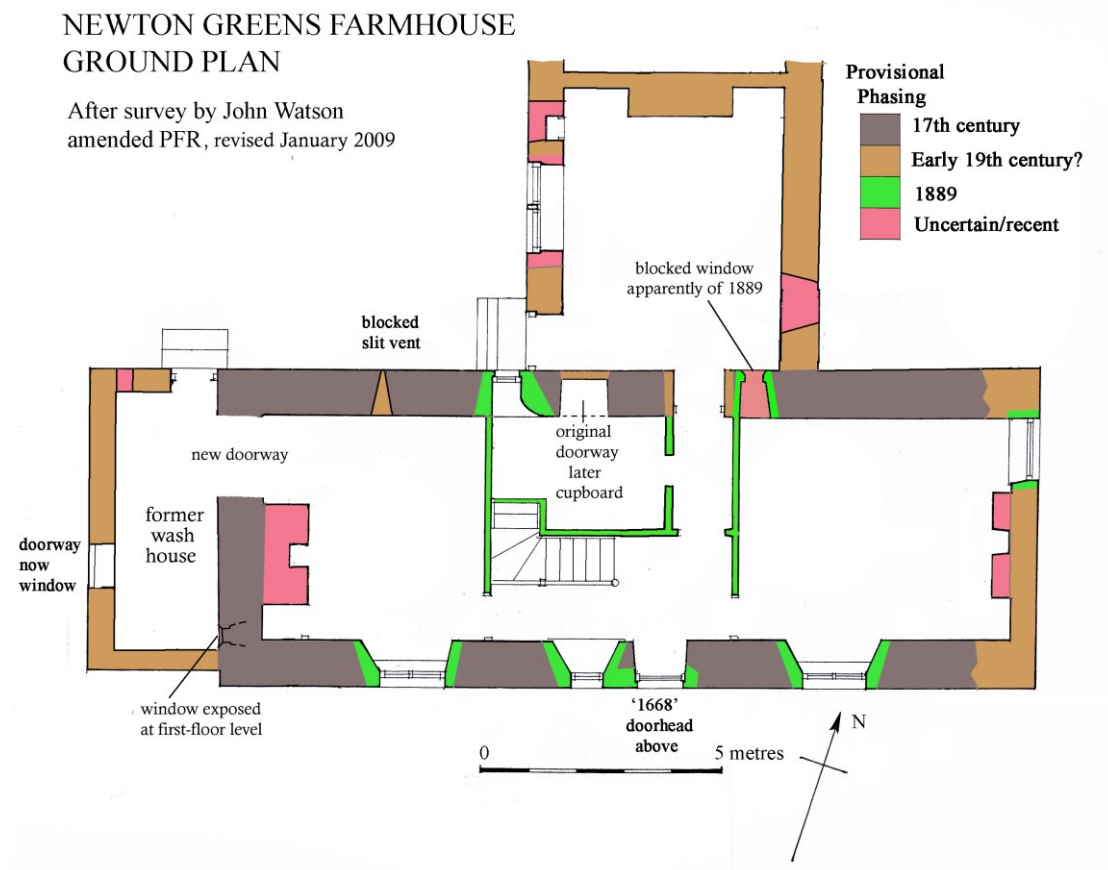 NEWTON GREENS FARMHOUSE
GROUND PLAN
After survey by John Watson
amended PFR, revised January 2009
Provisional
Phasing
17th century
Early 19th century?
1889
Uncertain/recent
blocked window
apparently of 1889
blocked
slit vent
original
doorway
later
cupboard
new doorway
former
wash
house
doorway
now
window
window exposed
at first-floor level
‘1668’
doorhead
above
N
0
5 metres